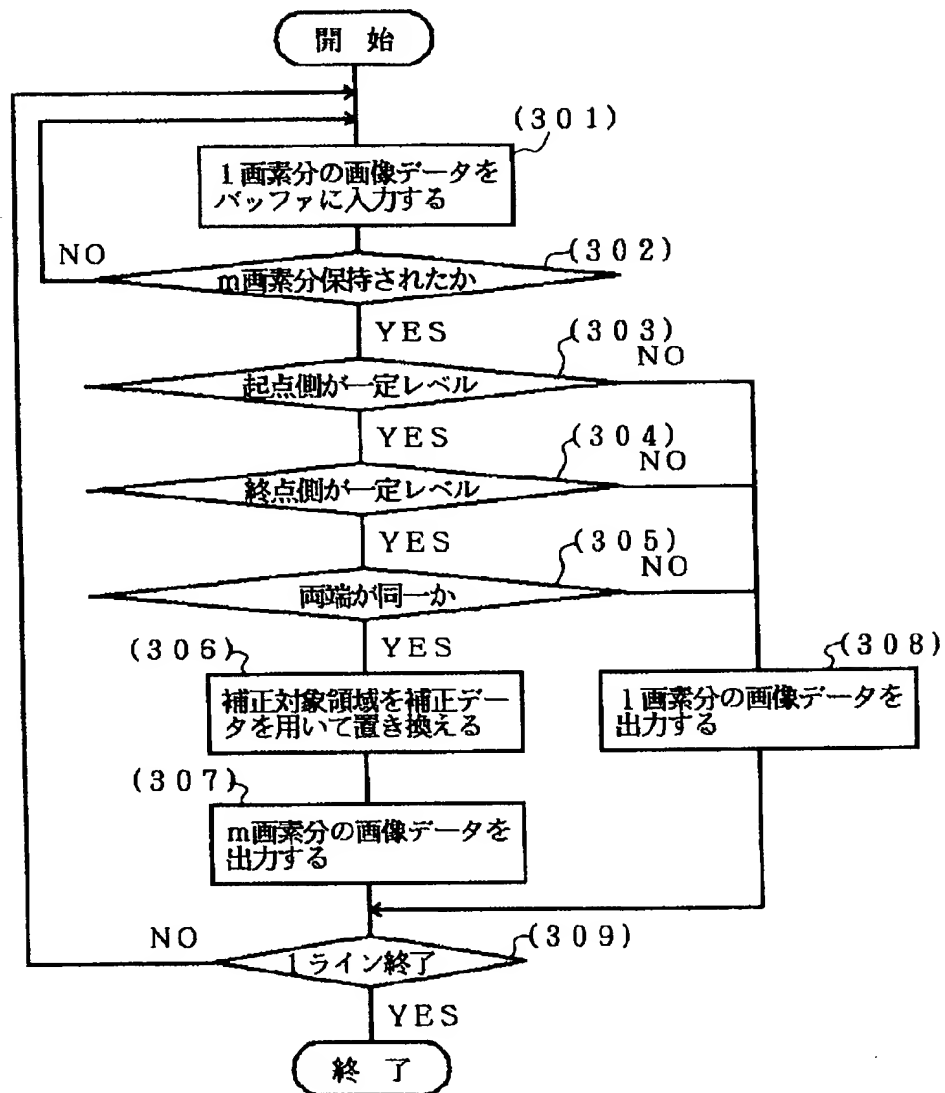 開 始
(301)
1画素分の画像データを
バッファに入力する
NO
(302)
m画素分保持されたか
YES
(303)
NO
起点側が一定レベル
YES
(304)
NO
終点側が一定レベル
YES
(305)
NO
両端が同一か
YES
(306)
補正対象領域を補正デー
タを用いて置き換える
(308)
1画素分の画像データを
出力する
(307)
m画素分の画像データを
出力する
NO
(309)
1ライン終了
YES
終 了